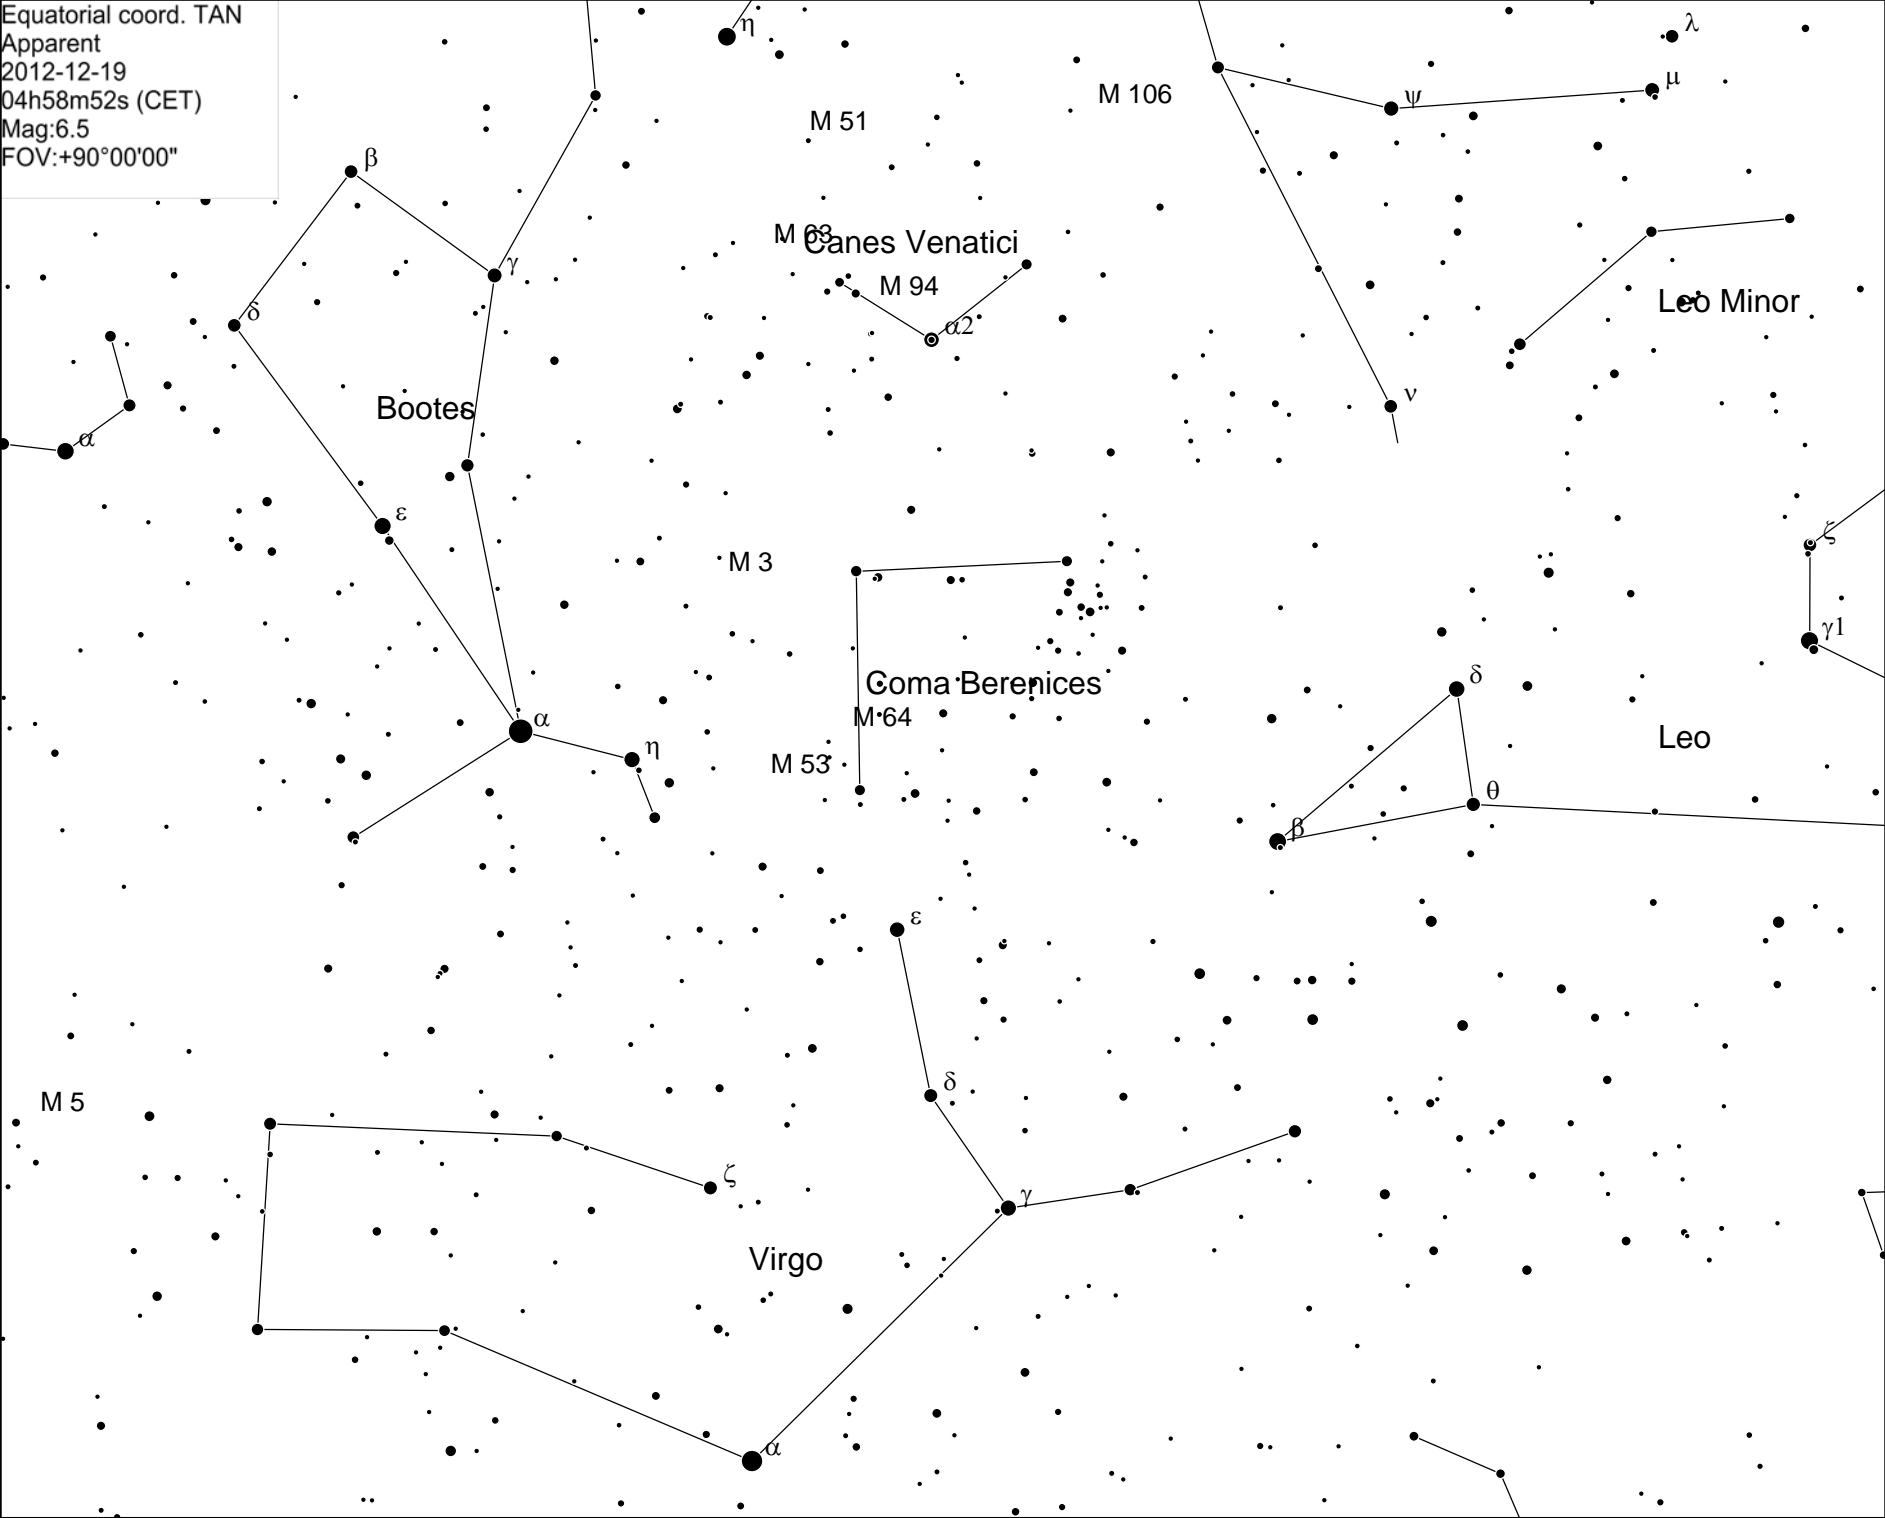 Equatorial coord. TAN
Apparent
2012-12-19
04h58m52s (CET)
Mag:6.5
FOV:+90°00'00"
η
λ
μ
M 106
ψ
M 51
β
M 63
Canes Venatici
γ
M 94
Leo Minor
δ
α2
ν
Bootes
α
ε
ζ
M 3
γ1
Coma Berenices
δ
M 64
α
Leo
η
M 53
θ
β
ε
δ
M 5
ζ
γ
Virgo
α